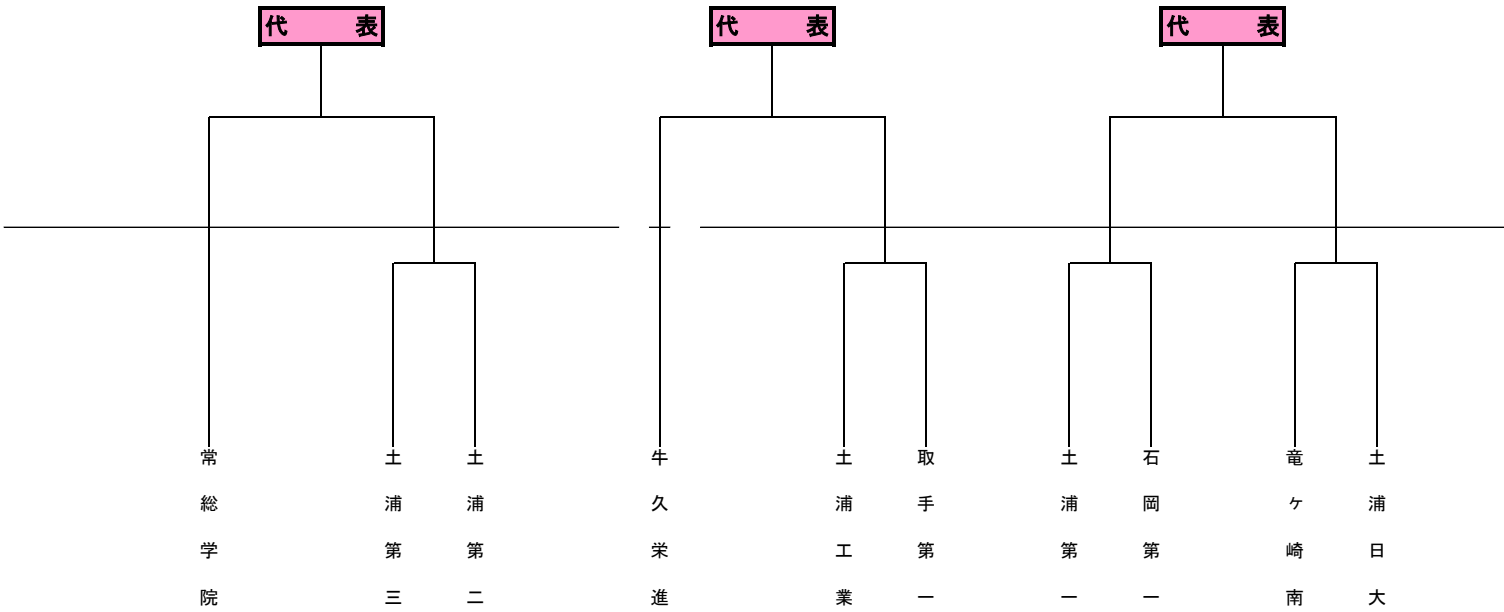 代 表
代 表
代 表
常総学院
土浦第三
土浦第二
牛久栄進
土浦工業
取手第一
土浦第一
石岡第一
竜ヶ崎南
土浦日大